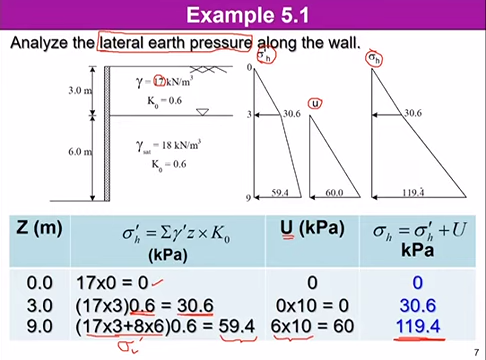 Example 5.1
Analyze the lateral earth pressure along the wall.
σ'h
σh
0
3.0 m
γ = 17 kN/m³
K₀ = 0.6
u
3
30.6
30.6
6.0 m
γsat = 18 kN/m³
K₀ = 0.6
9
59.4
60.0
119.4
Z (m)
σ'h = Σγ'z × K₀
(kPa)
U (kPa)
σh = σ'h + U
kPa
0.0
17x0 = 0
0
0
3.0
(17x3)0.6 = 30.6
0x10 = 0
30.6
9.0
(17x3+8x6)0.6 = 59.4
6x10 = 60
119.4
σv'
7